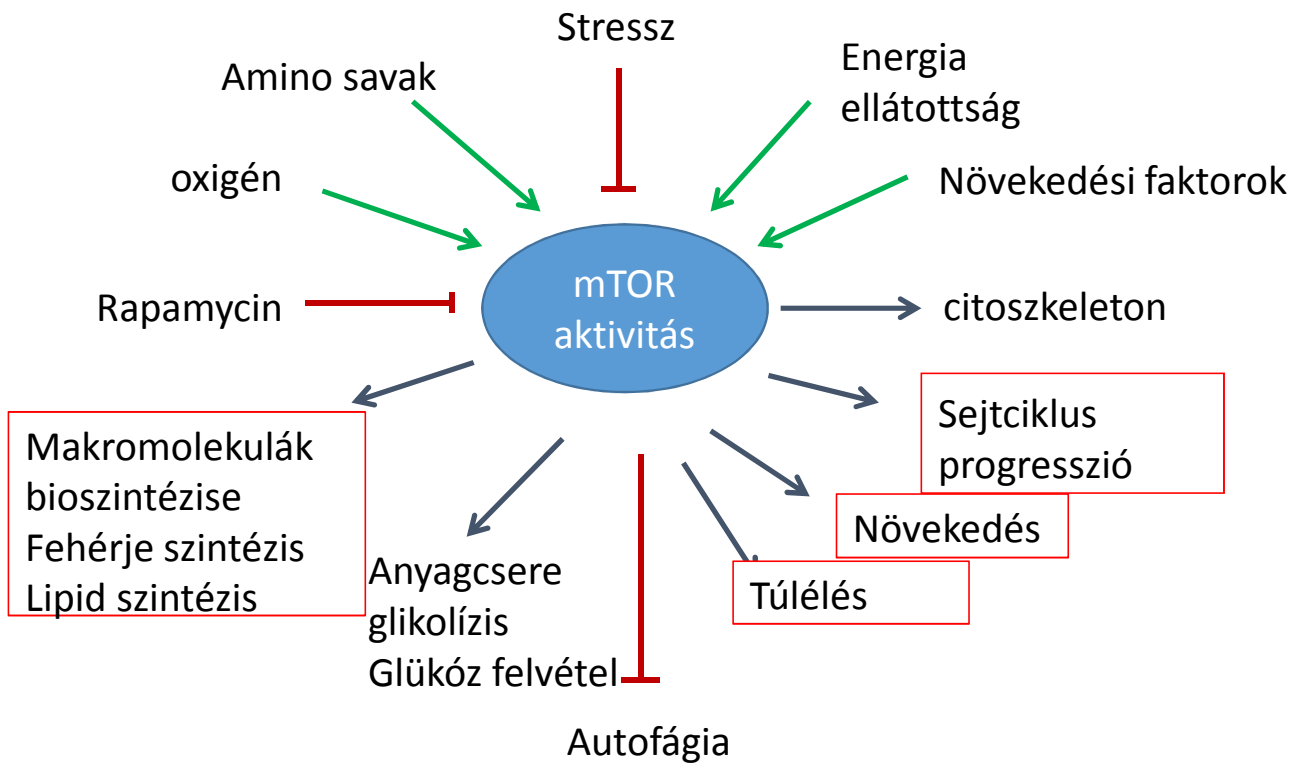 Stressz
Amino savak
Energia
ellátottság
oxigén
Növekedési faktorok
Rapamycin
mTOR
aktivitás
citoszkeleton
Makromolekulák
bioszintézise
Fehérje szintézis
Lipid szintézis
Sejtciklus
progresszió
Növekedés
Túlélés
Anyagcsere
glikolízis
Glükóz felvétel
Autofágia